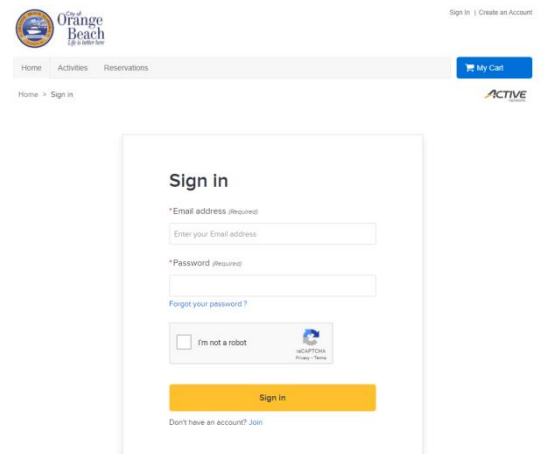 City of
Orange
Beach
Life is better here
Sign In | Create an Account
Home Activities Reservations
My Cart
Home > Sign in
ACTIVE
Sign in
*Email address (Required)
Enter your Email address
*Password (Required)
Forgot your password ?
I'm not a robot
reCAPTCHA
Privacy - Terms
Sign in
Don't have an account? Join